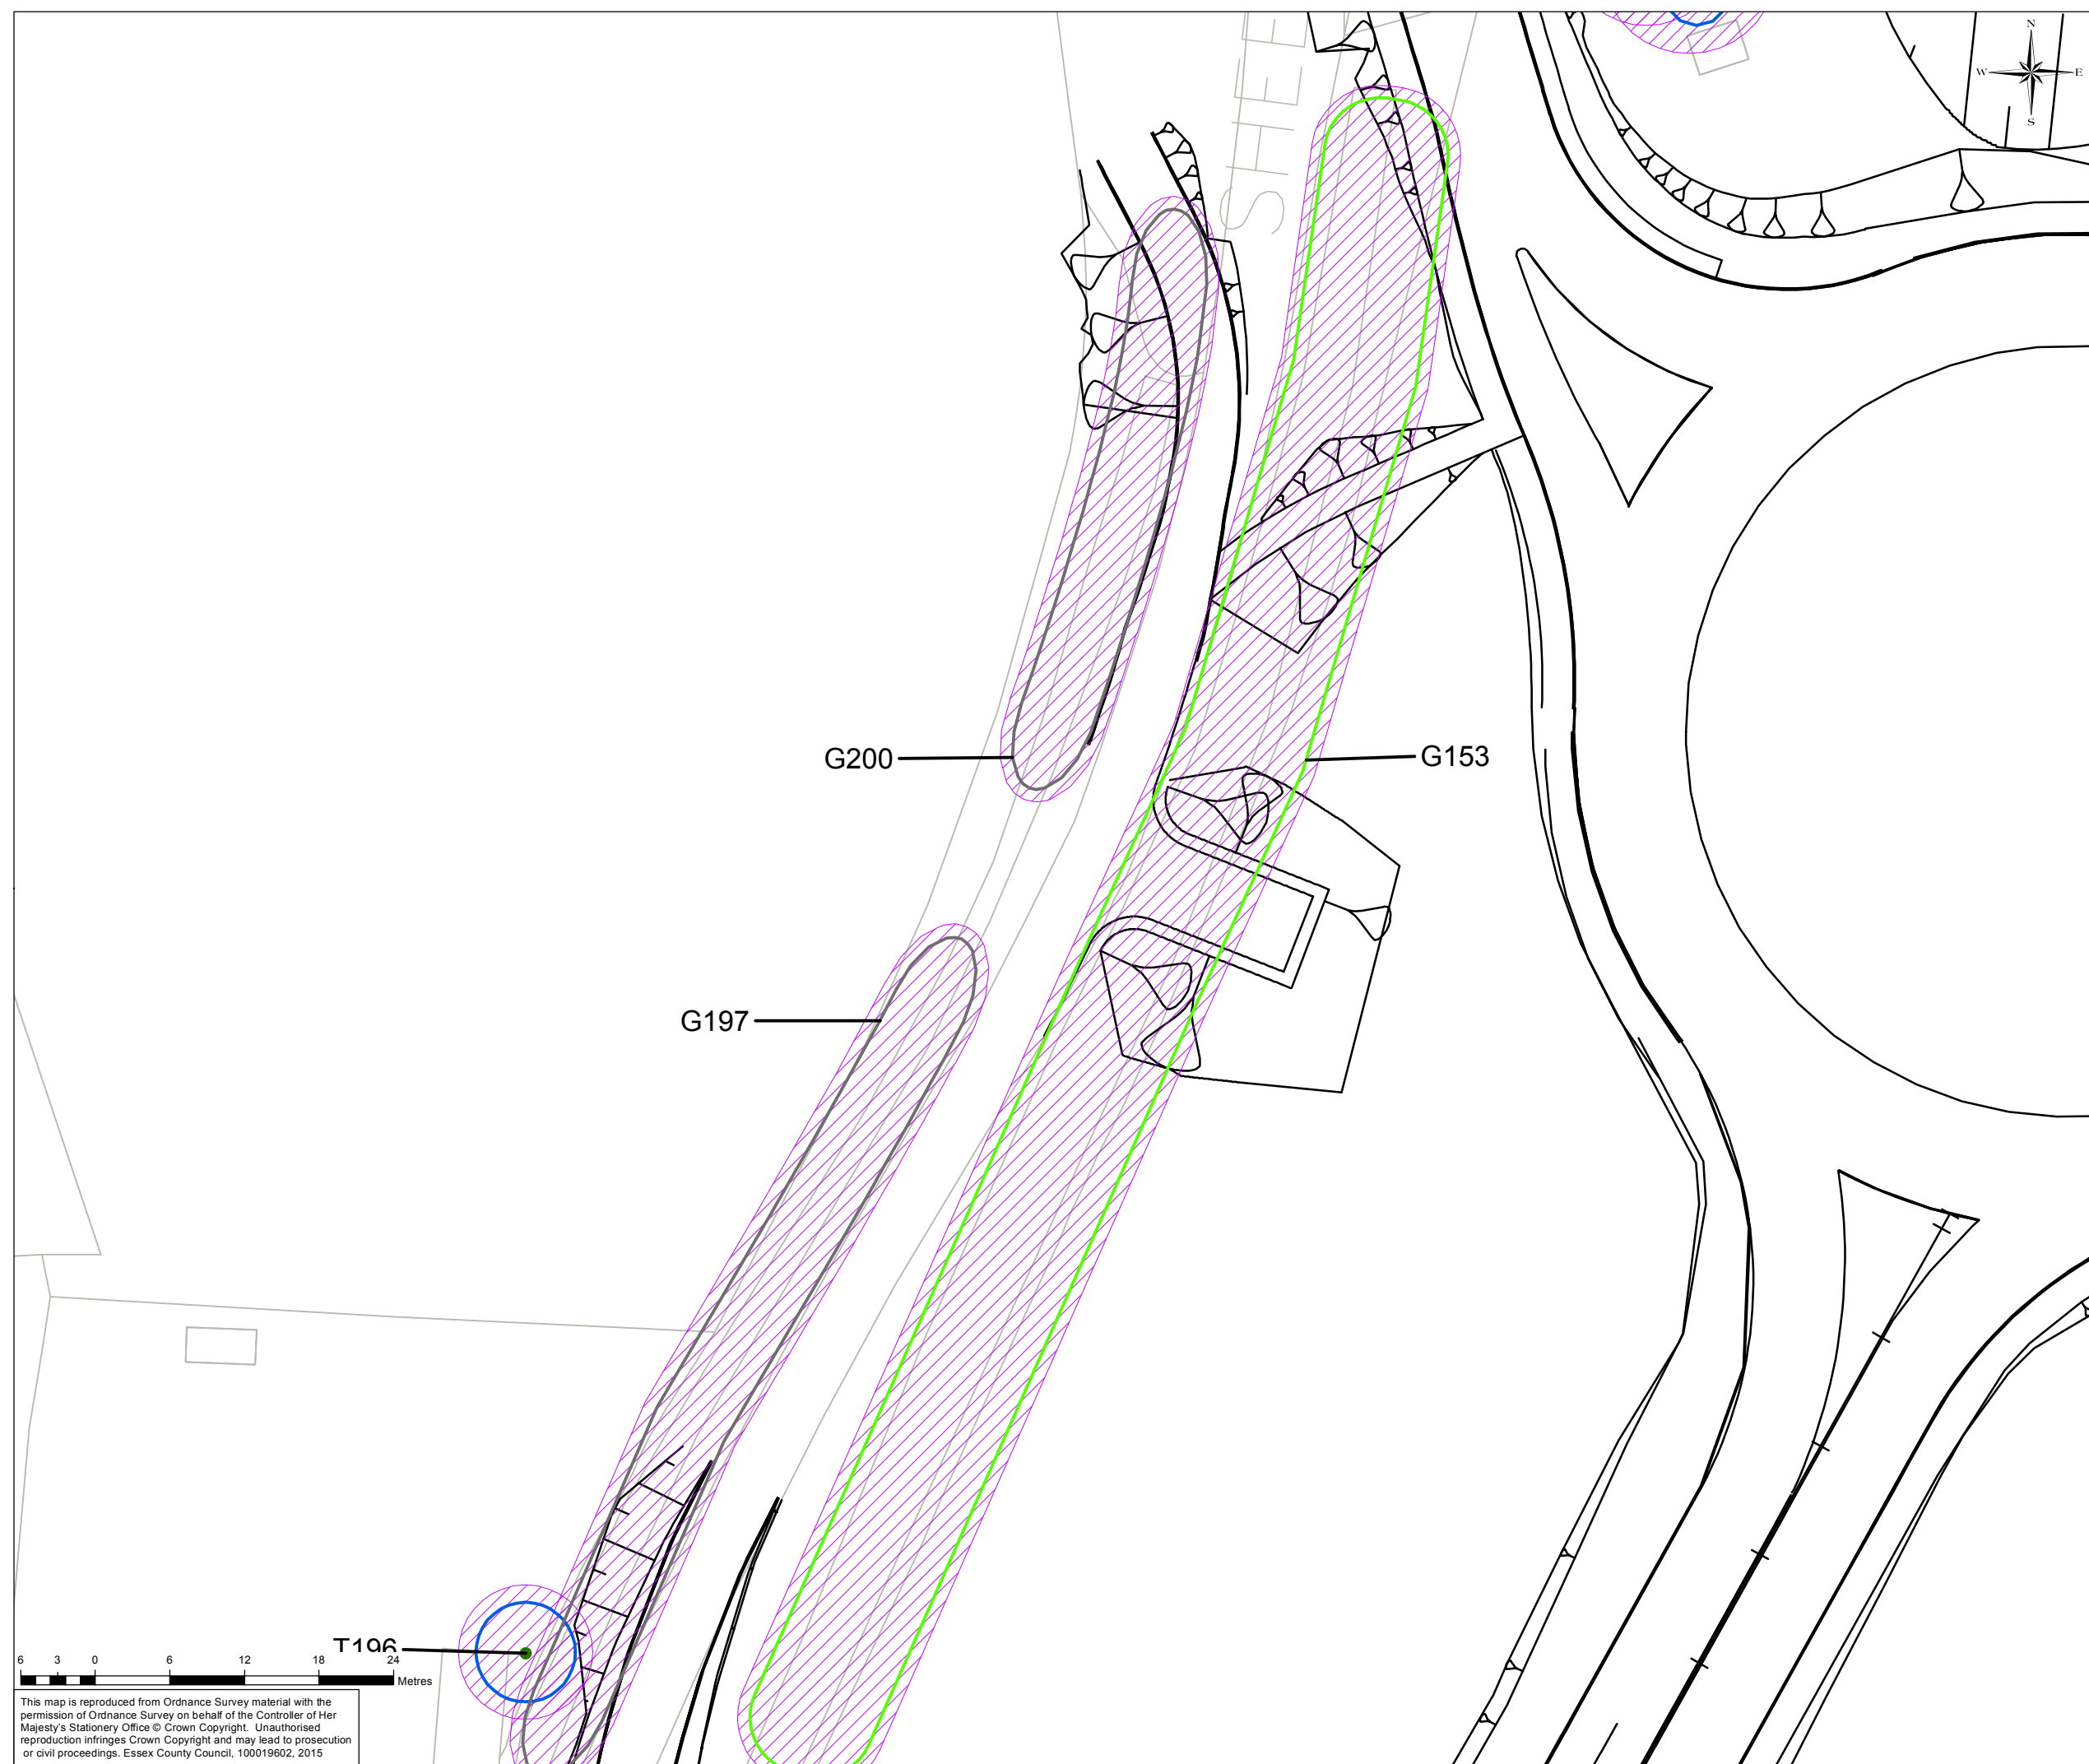 N
W E
S
G200
G153
G197
T196
6 3 0 6 12 18 24
Metres
This map is reproduced from Ordnance Survey material with the
permission of Ordnance Survey on behalf of the Controller of Her
Majesty's Stationery Office © Crown Copyright. Unauthorised
reproduction infringes Crown Copyright and may lead to prosecution
or civil proceedings. Essex County Council, 100019602, 2015